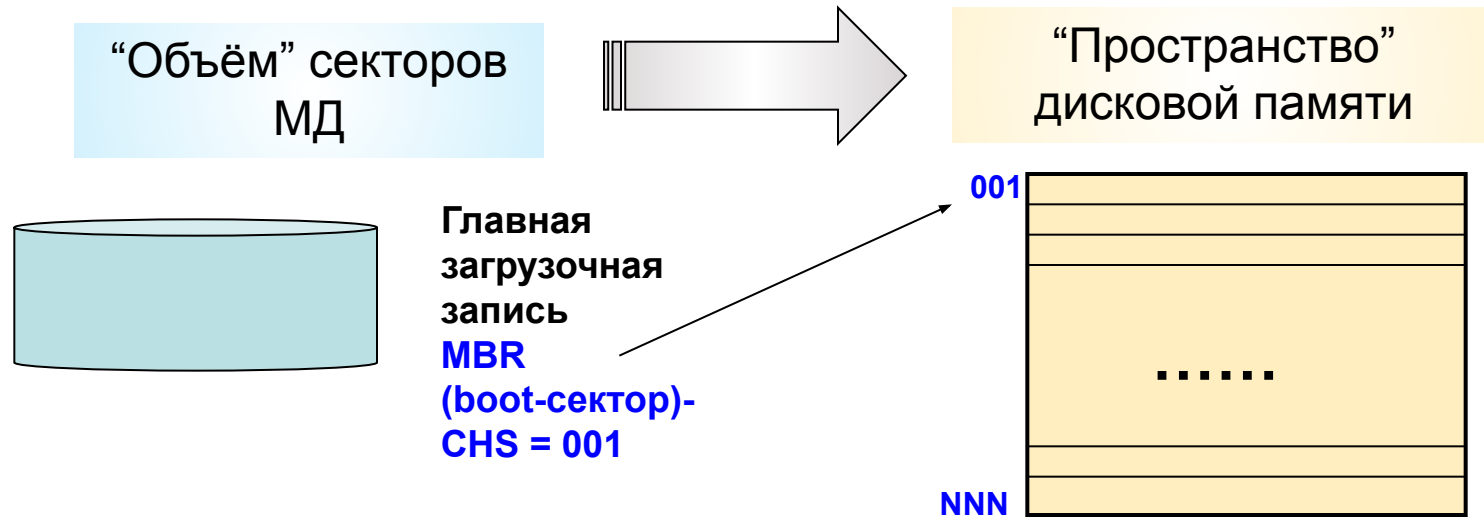 “Объём” секторов
МД
“Пространство”
дисковой памяти
Главная
загрузочная
запись
MBR
(boot-сектор)-
CHS = 001
001
......
NNN